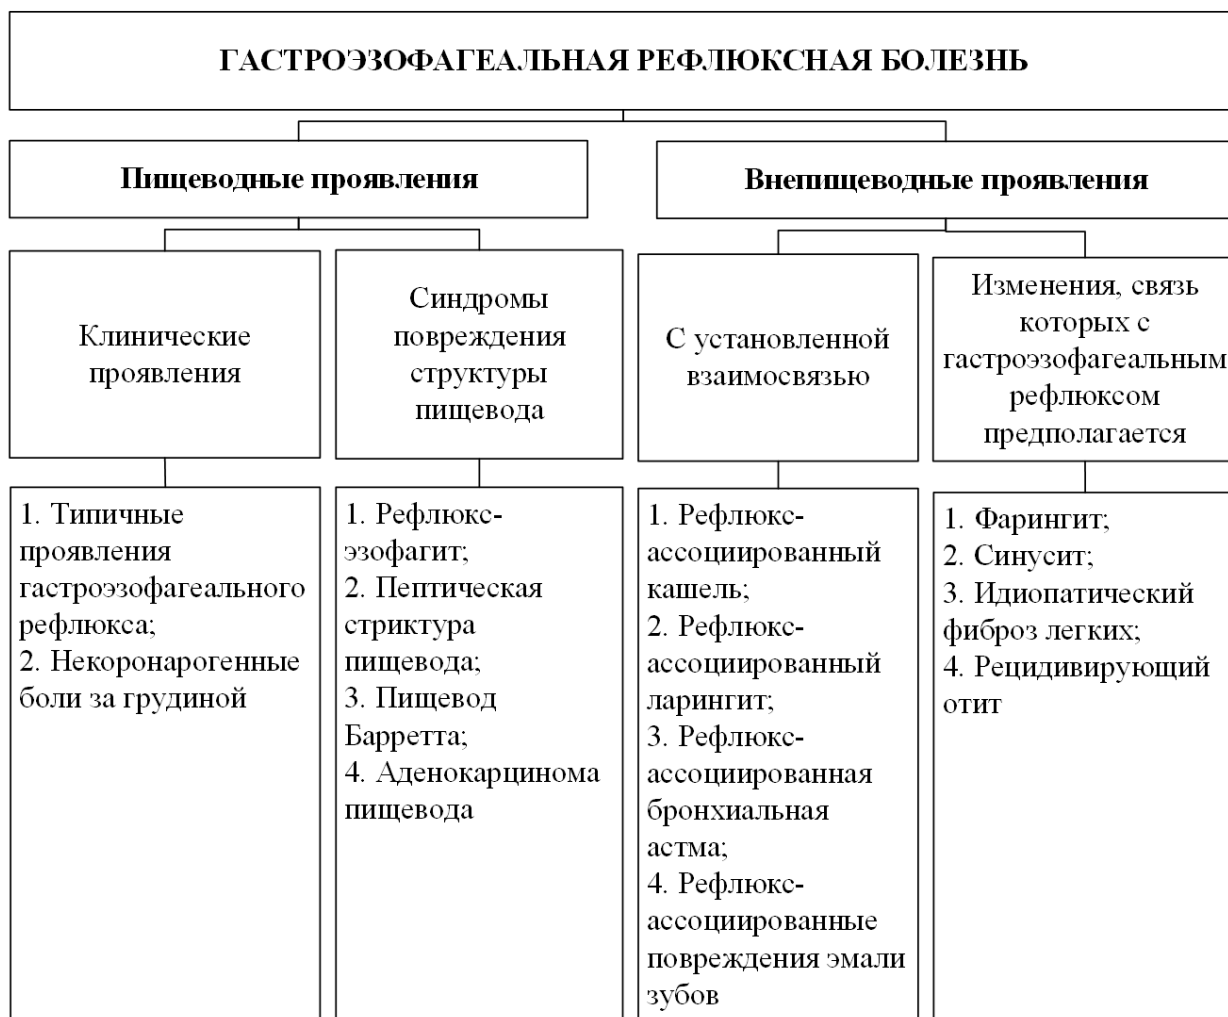 ГАСТРОЭЗОФАГЕАЛЬНАЯ РЕФЛЮКСНАЯ БОЛЕЗНЬ
Пищеводные проявления
Внепищеводные проявления
Клинические
проявления
Синдромы
повреждения
структуры
пищевода
С установленной
взаимосвязью
Изменения, связь
которых с
гастроэзофагеальным
рефлюксом
предполагается
1. Типичные
проявления
гастроэзофагеального
рефлюкса;
2. Некоронарогенные
боли за грудиной
1. Рефлюкс-
эзофагит;
2. Пептическая
стриктура
пищевода;
3. Пищевод
Барретта;
4. Аденокарцинома
пищевода
1. Рефлюкс-
ассоциированный
кашель;
2. Рефлюкс-
ассоциированный
ларингит;
3. Рефлюкс-
ассоциированная
бронхиальная
астма;
4. Рефлюкс-
ассоциированные
повреждения эмали
зубов
1. Фарингит;
2. Синусит;
3. Идиопатический
фиброз легких;
4. Рецидивирующий
отит